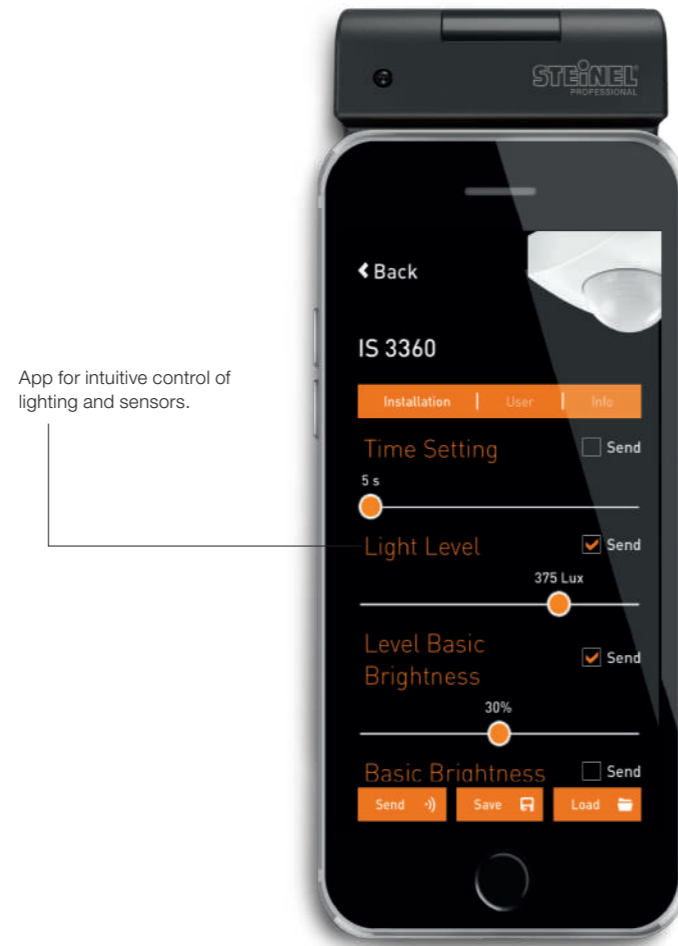 STEINEL
PROFESSIONAL
Back
IS 3360
Installation | User | Info
Time Setting
Send
5 s
App for intuitive control of
lighting and sensors.
Light Level
Send
375 Lux
Level Basic
Brightness
Send
30%
Basic Brightness
Send
Send
Save
Load